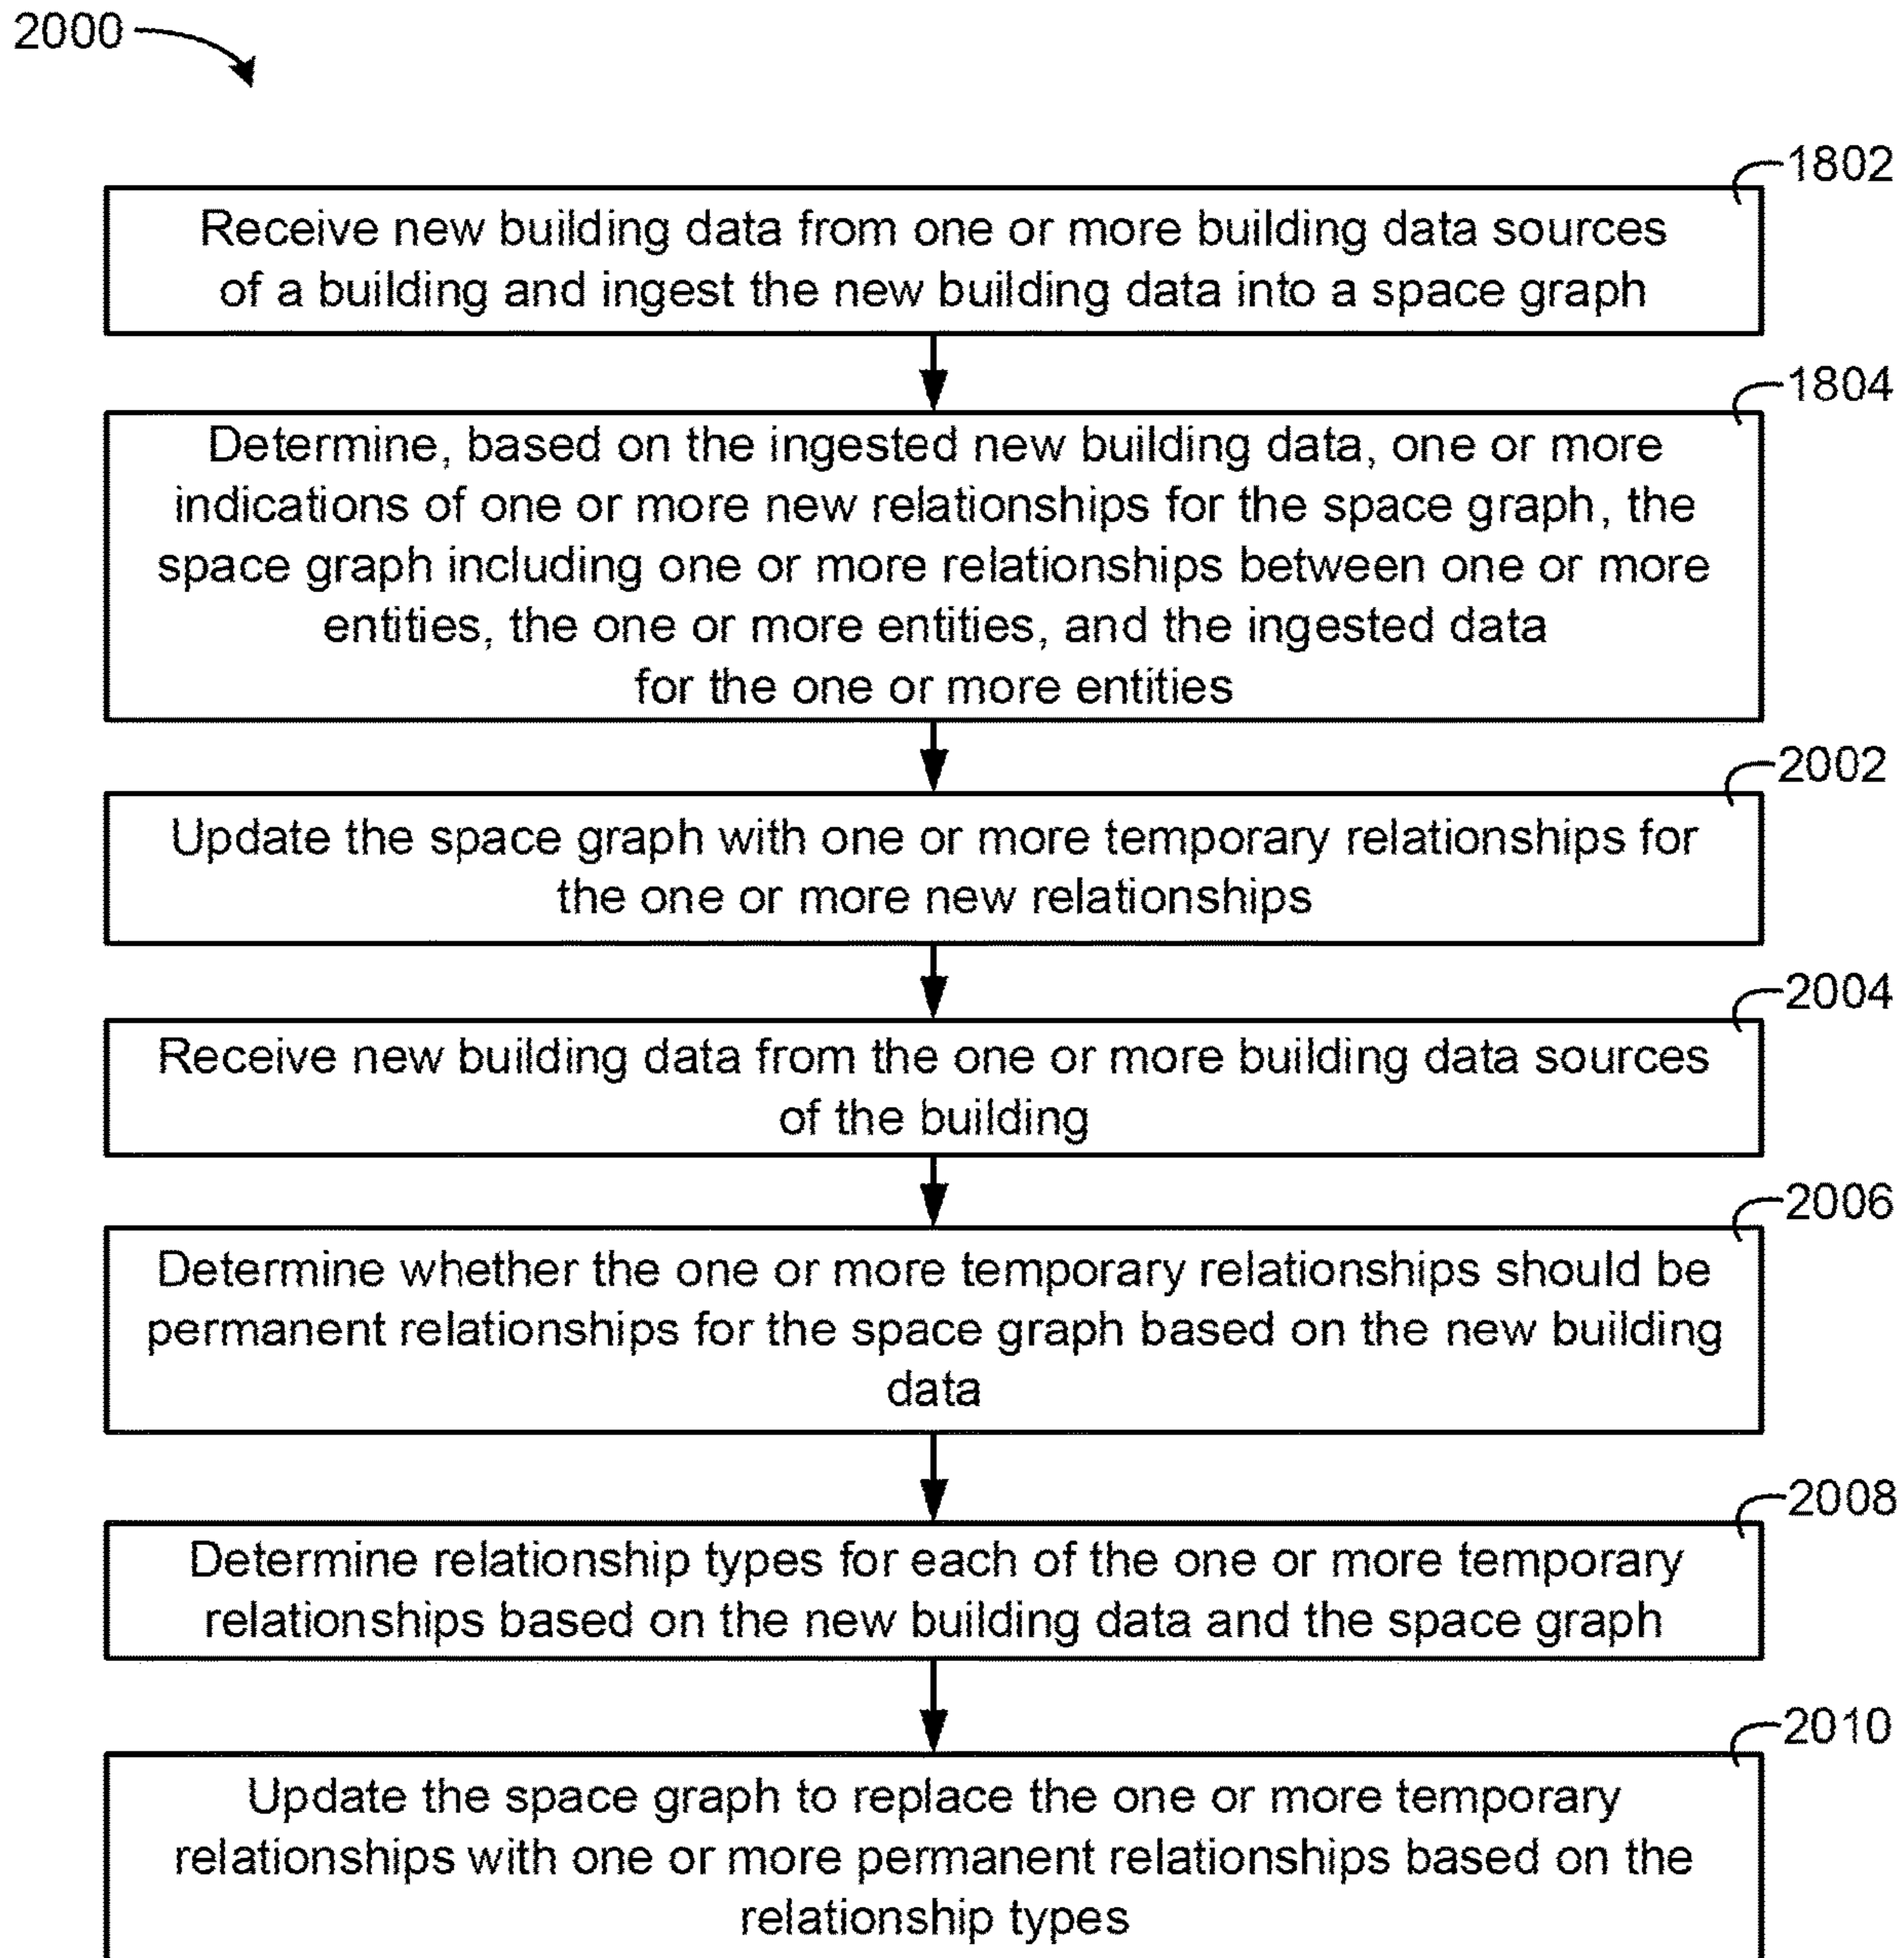 2000
1802
Receive new building data from one or more building data sources
of a building and ingest the new building data into a space graph
1804
Determine, based on the ingested new building data, one or more
indications of one or more new relationships for the space graph, the
space graph including one or more relationships between one or more
entities, the one or more entities, and the ingested data
for the one or more entities
2002
Update the space graph with one or more temporary relationships for
the one or more new relationships
2004
Receive new building data from the one or more building data sources
of the building
2006
Determine whether the one or more temporary relationships should be
permanent relationships for the space graph based on the new building
data
2008
Determine relationship types for each of the one or more temporary
relationships based on the new building data and the space graph
2010
Update the space graph to replace the one or more temporary
relationships with one or more permanent relationships based on the
relationship types